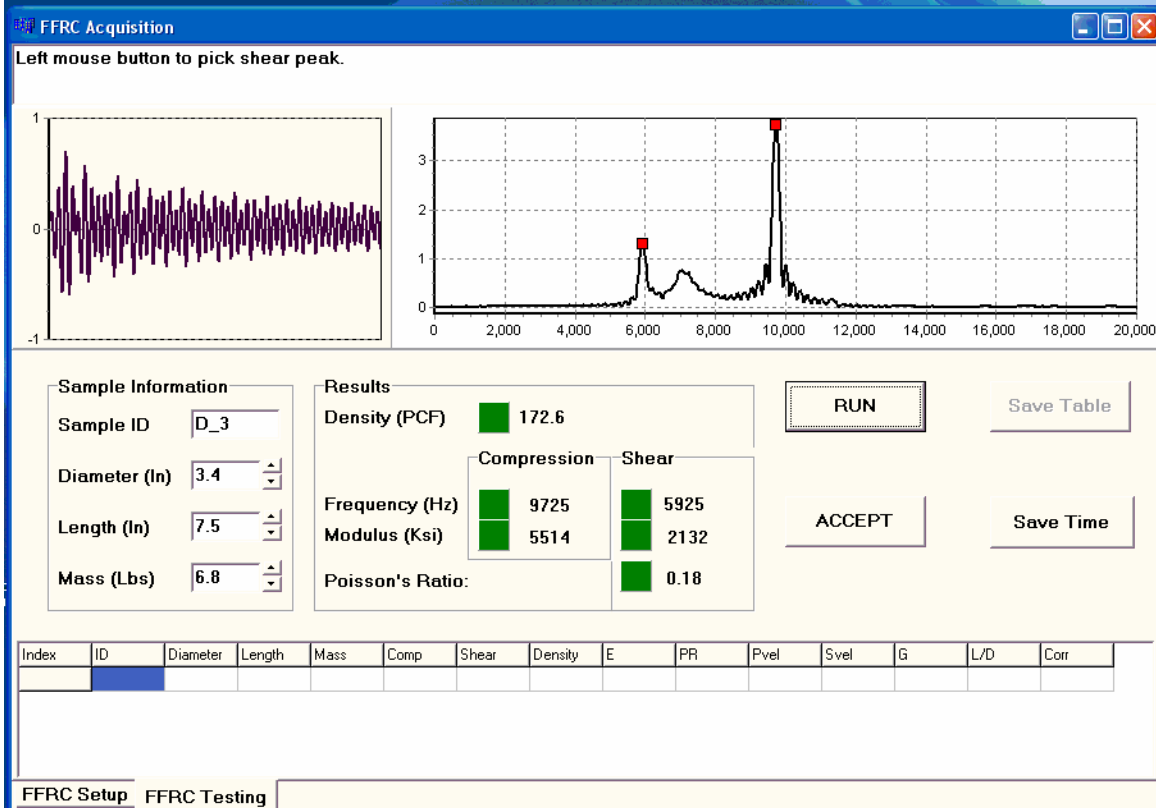 FFRC Acquisition
Left mouse button to pick shear peak.
1
0
-1
3
2
1
0
0 2,000 4,000 6,000 8,000 10,000 12,000 14,000 16,000 18,000 20,000
Sample Information
Sample ID D_3
Diameter (In) 3.4
Length (In) 7.5
Mass (Lbs) 6.8
Results
Density (PCF) 172.6
Compression Shear
Frequency (Hz) 9725 5925
Modulus (Ksi) 5514 2132
Poisson's Ratio: 0.18
RUN Save Table
ACCEPT Save Time
Index ID Diameter Length Mass Comp Shear Density E PR Pvel Svel G L/D Corr
FFRC Setup FFRC Testing